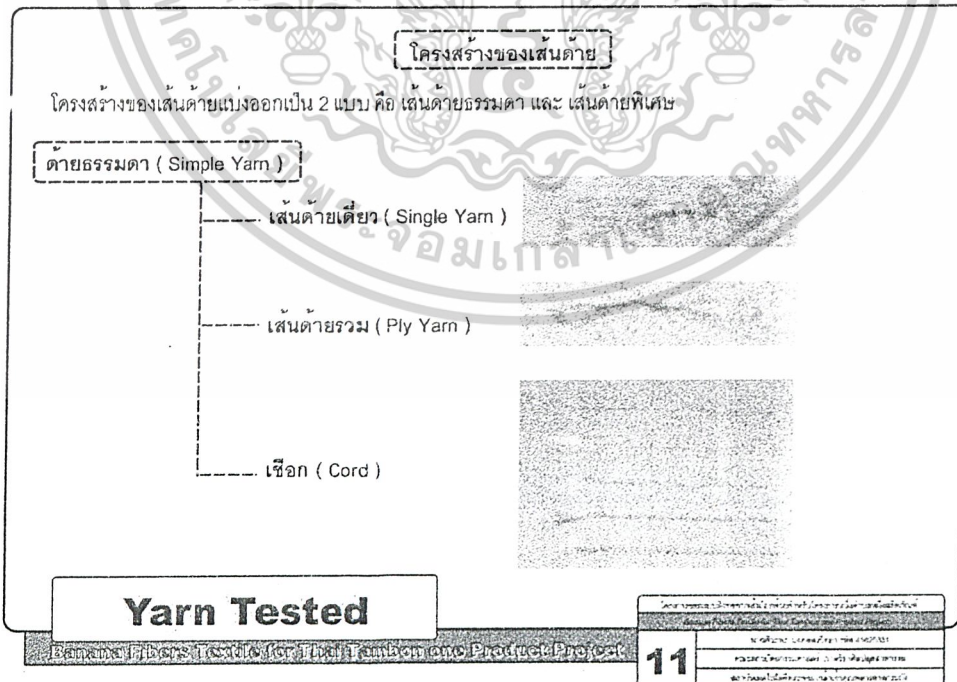 โครงสร้างของเส้นด้าย
โครงสร้างของเส้นด้ายแบ่งออกเป็น 2 แบบ คือ เส้นด้ายธรรมดา และ เส้นด้ายพิเศษ
ด้ายธรรมดา ( Simple Yarn )
เส้นด้ายเดี่ยว ( Single Yarn )
เส้นด้ายรวม ( Ply Yarn )
เชือก ( Cord )
Yarn Tested
Banana Fibers Textile for Thai Tambon one Product Project
11